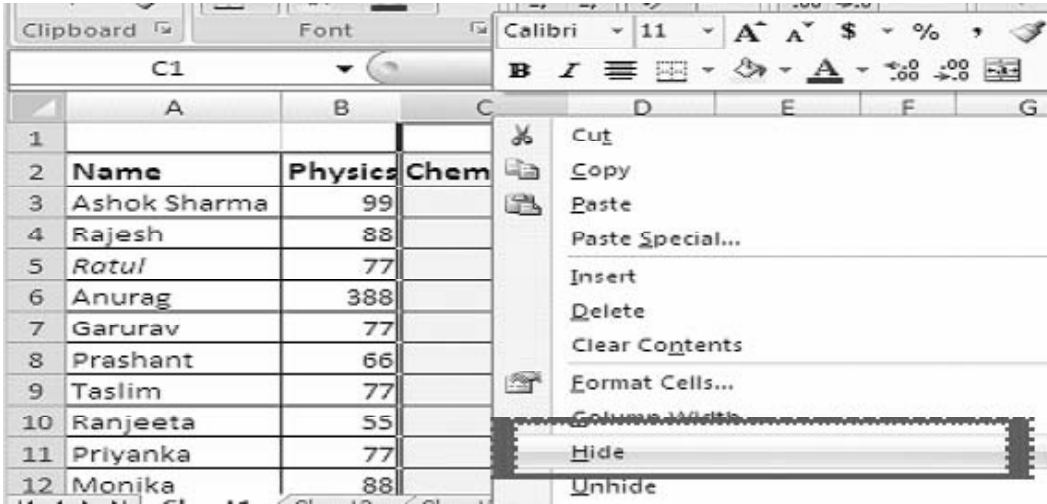 Clipboard Font
Calibri 11 A A $ % ,
C1
B I A .00 .00
A B C D E F G
1
2 Name Physics Chem
3 Ashok Sharma 99
4 Rajesh 88
5 Ratul 77
6 Anurag 388
7 Garurav 77
8 Prashant 66
9 Taslim 77
10 Ranjeeta 55
11 Priyanka 77
12 Monika 88
Cut
Copy
Paste
Paste Special...
Insert
Delete
Clear Contents
Format Cells...
Column Width
Hide
Unhide